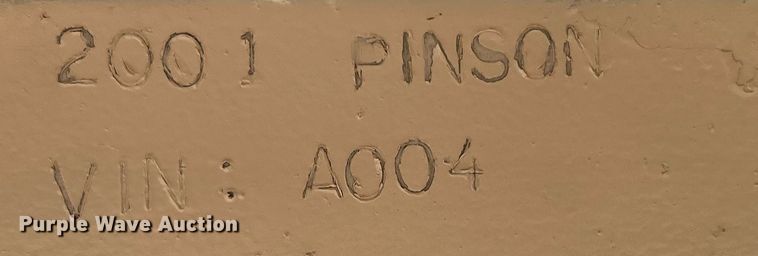 2001 PINSON
VIN: A004
Purple Wave Auction